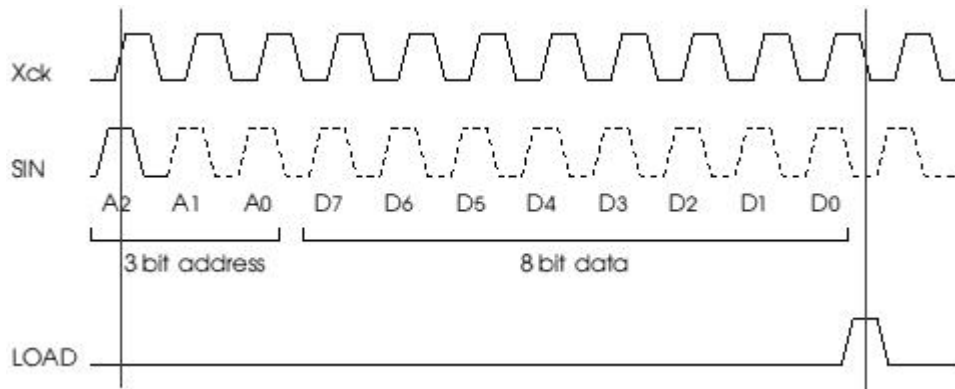 Xck
SIN
A2 A1 A0 D7 D6 D5 D4 D3 D2 D1 D0
3 bit address 8 bit data
LOAD